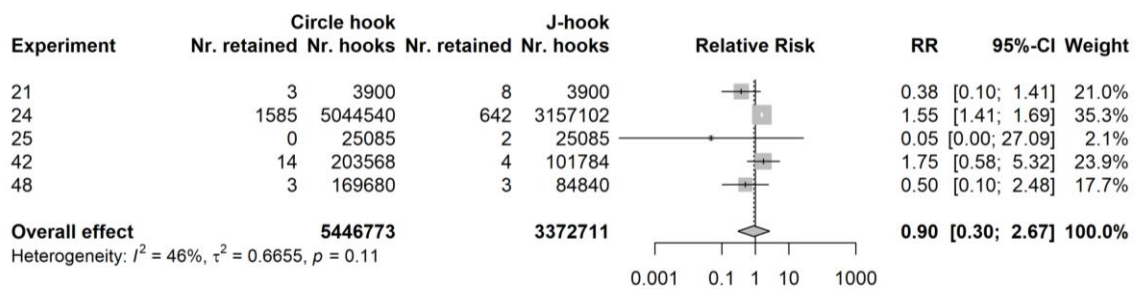 Circle hook J-hook
Experiment Nr. retained Nr. hooks Nr. retained Nr. hooks Relative Risk RR 95%-CI Weight
21 3 3900 8 3900 0.38 [0.10; 1.41] 21.0%
24 1585 5044540 642 3157102 1.55 [1.41; 1.69] 35.3%
25 0 25085 2 25085 0.05 [0.00; 27.09] 2.1%
42 14 203568 4 101784 1.75 [0.58; 5.32] 23.9%
48 3 169680 3 84840 0.50 [0.10; 2.48] 17.7%
Overall effect 5446773 3372711 0.90 [0.30; 2.67] 100.0%
Heterogeneity: I² = 46%, τ² = 0.6655, p = 0.11
0.001 0.1 1 10 1000